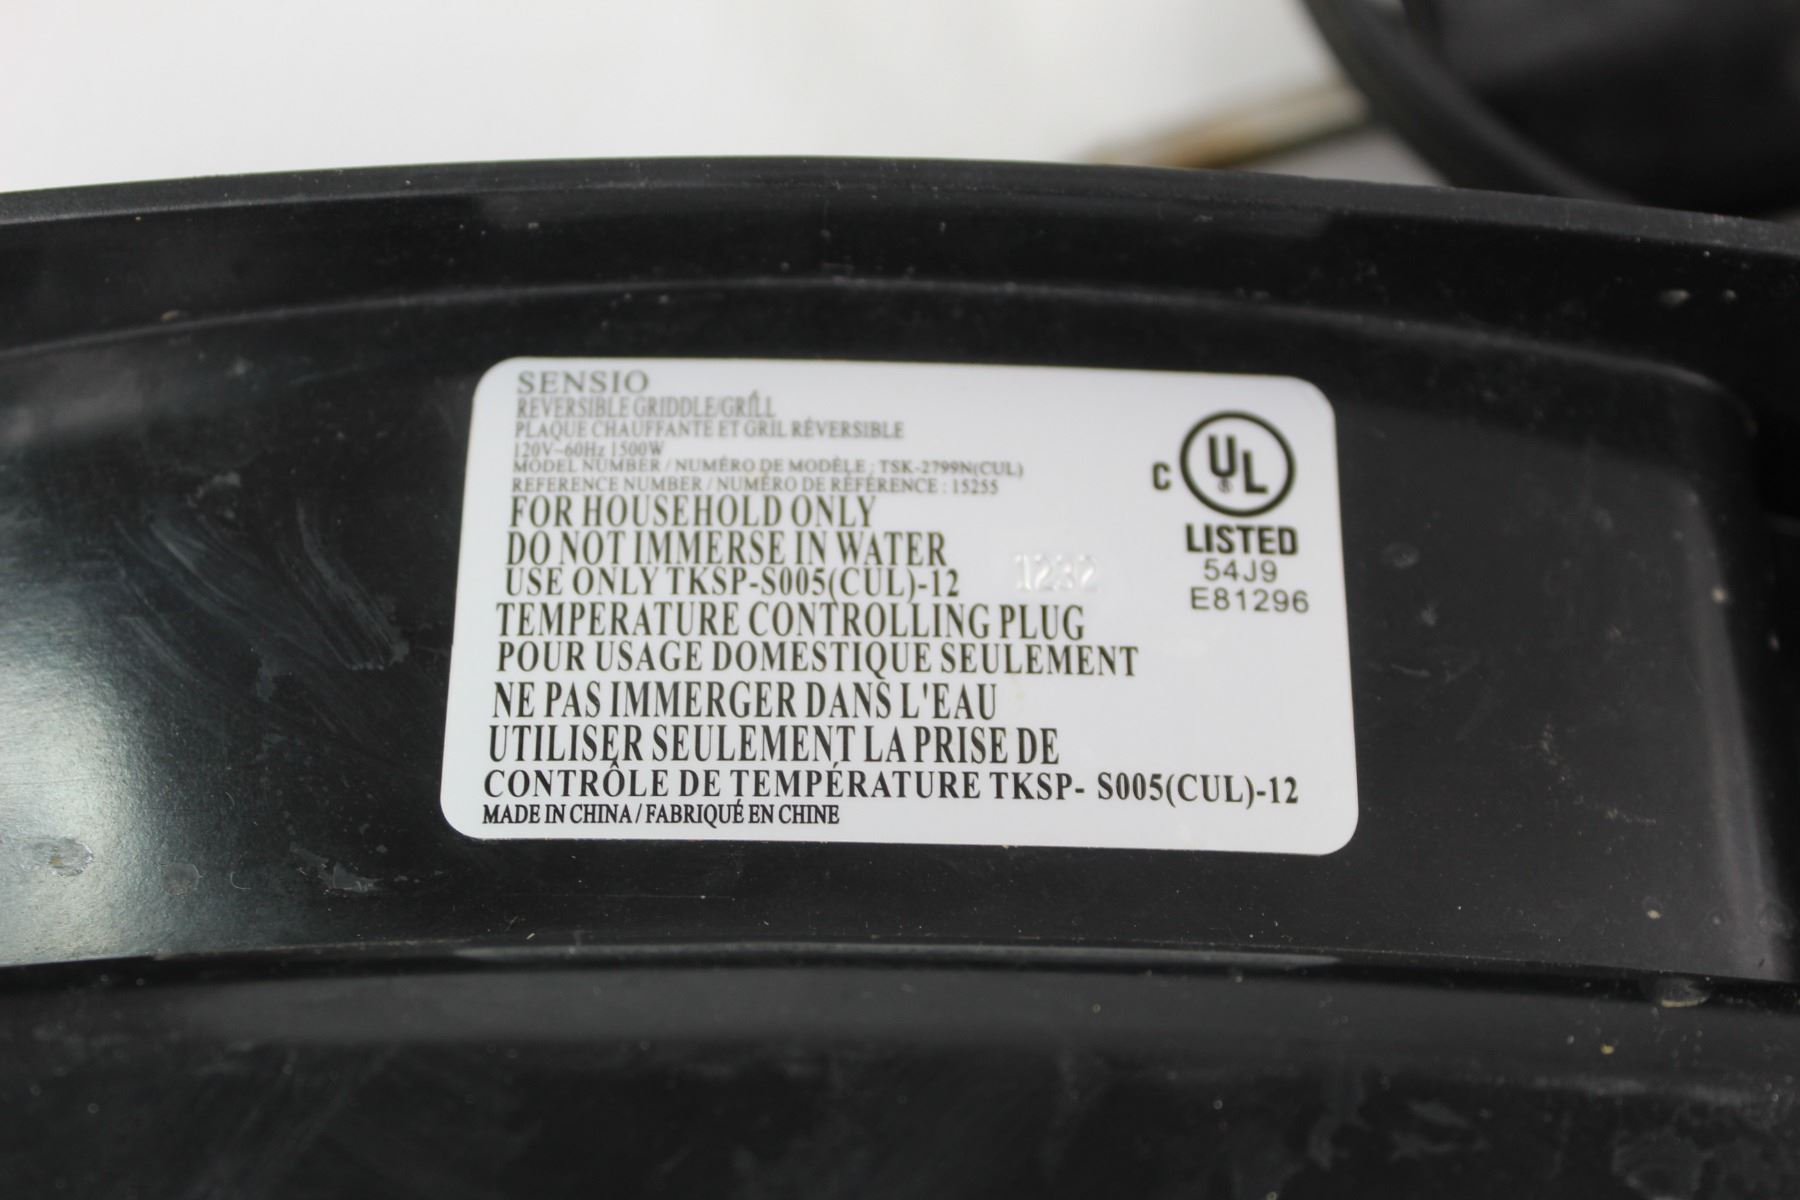 SENSIO
REVERSIBLE GRIDDLE/GRILL
PLAQUE CHAUFFANTE ET GRIL RÉVERSIBLE
120V~60Hz 1500W
MODEL NUMBER / NUMÉRO DE MODÈLE : TSK-2799N(CUL)
REFERENCE NUMBER / NUMÉRO DE RÉFÉRENCE : 15255
FOR HOUSEHOLD ONLY
DO NOT IMMERSE IN WATER
USE ONLY TKSP-S005(CUL)-12
TEMPERATURE CONTROLLING PLUG
POUR USAGE DOMESTIQUE SEULEMENT
NE PAS IMMERGER DANS L'EAU
UTILISER SEULEMENT LA PRISE DE
CONTRÔLE DE TEMPÉRATURE TKSP- S005(CUL)-12
MADE IN CHINA / FABRIQUÉ EN CHINE
1232
C UL ®
LISTED
54J9
E81296